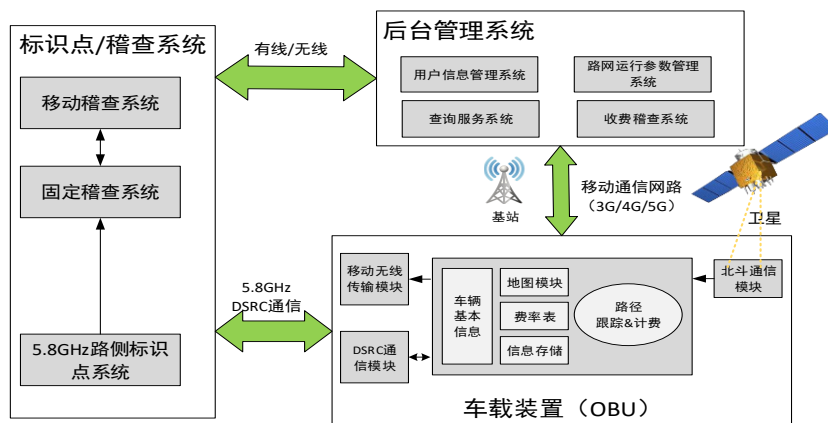 标识点/稽查系统
移动稽查系统
固定稽查系统
5.8GHz路侧标识
点系统
有线/无线
后台管理系统
用户信息管理系统
路网运行参数管理
系统
查询服务系统
收费稽查系统
基站
移动通信网路
（3G/4G/5G）
卫星
5.8GHz
DSRC通信
移动无线
传输模块
DSRC通
信模块
车辆
基本
信息
地图模块
费率表
信息存储
路径
跟踪&计费
北斗通信
模块
车载装置（OBU）